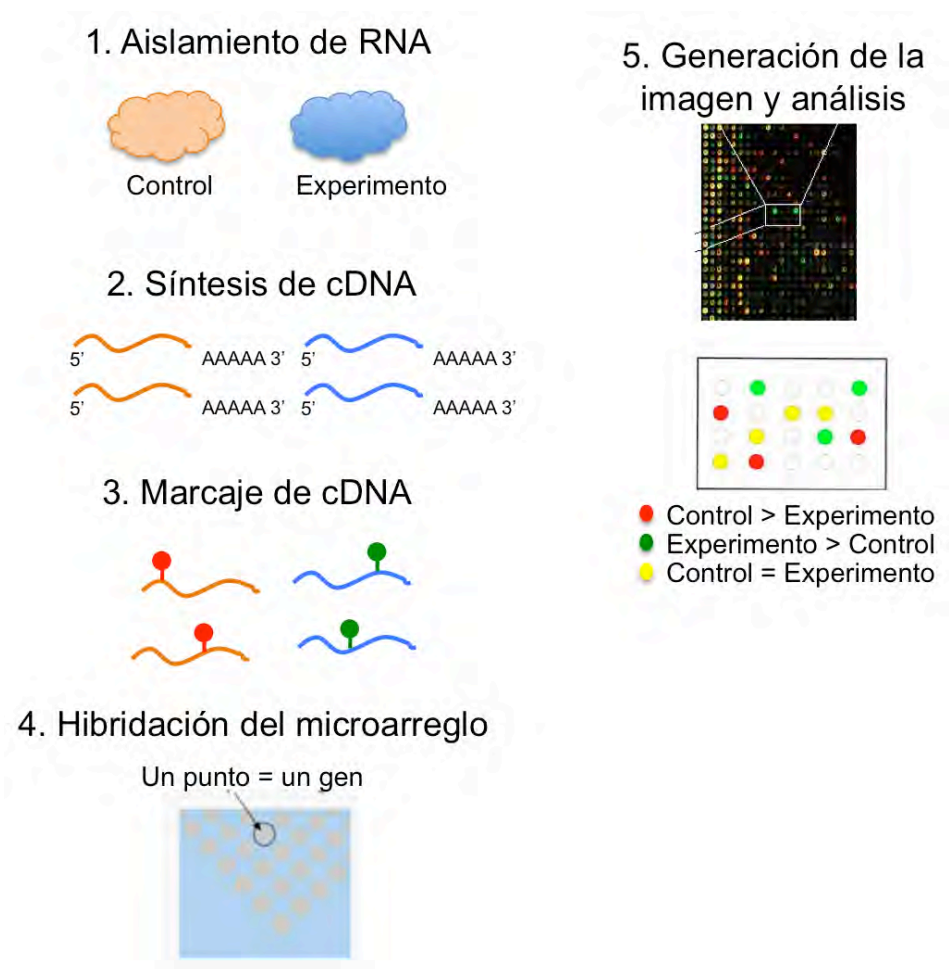 1. Aislamiento de RNA
Control
Experimento
2. Síntesis de cDNA
5’ AAAAA 3’ 5’ AAAAA 3’
5’ AAAAA 3’ 5’ AAAAA 3’
3. Marcaje de cDNA
4. Hibridación del microarreglo
Un punto = un gen
5. Generación de la
imagen y análisis
Control > Experimento
Experimento > Control
Control = Experimento